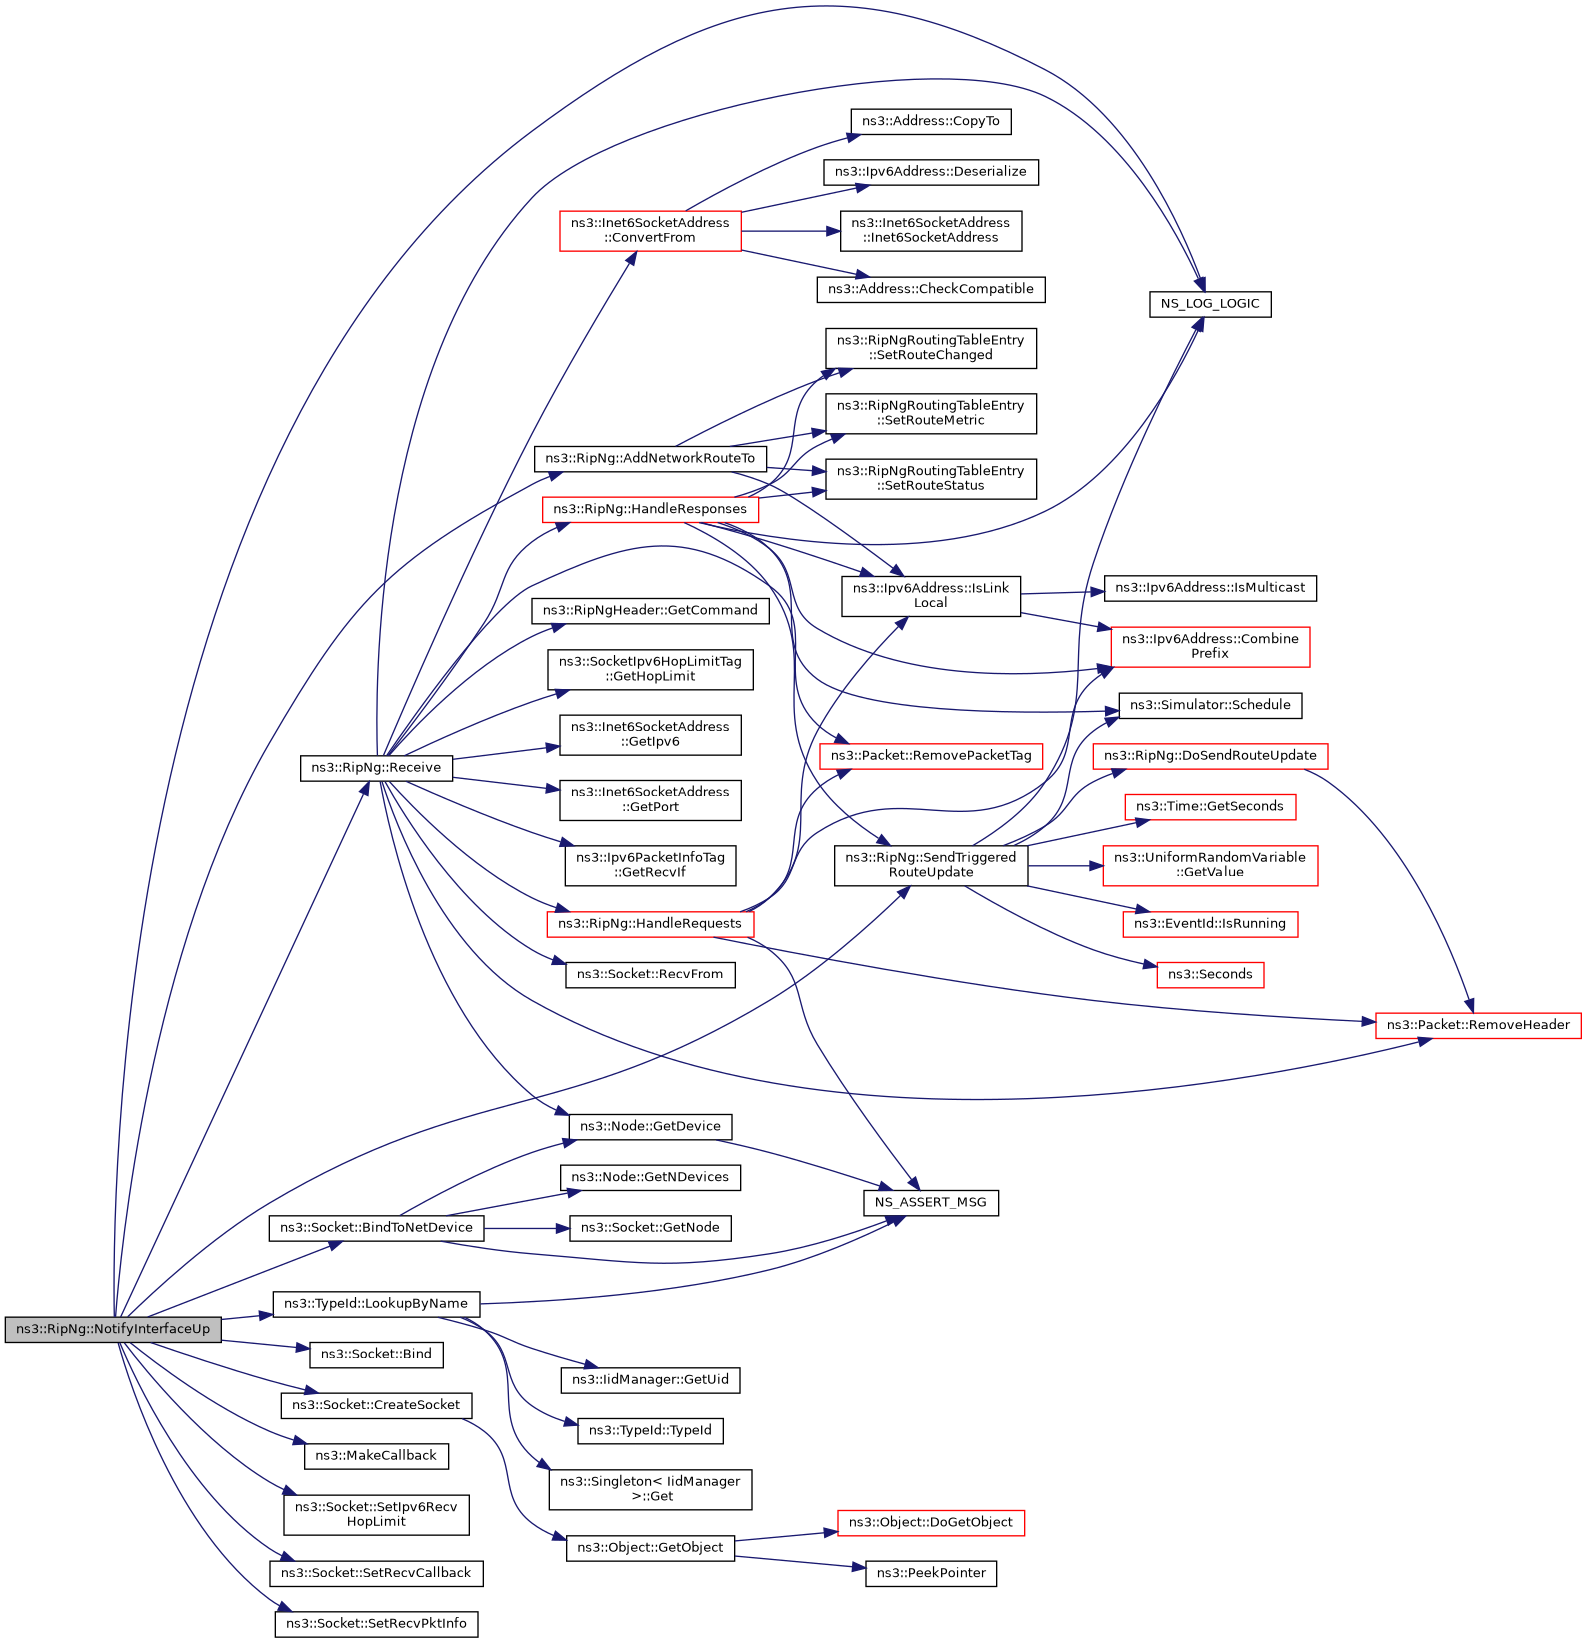 ns3::Address::CopyTo
ns3::Ipv6Address::Deserialize
ns3::Inet6SocketAddress
::ConvertFrom
ns3::Inet6SocketAddress
::Inet6SocketAddress
ns3::Address::CheckCompatible
NS_LOG_LOGIC
ns3::RipNgRoutingTableEntry
::SetRouteChanged
ns3::RipNgRoutingTableEntry
::SetRouteMetric
ns3::RipNg::AddNetworkRouteTo
ns3::RipNgRoutingTableEntry
::SetRouteStatus
ns3::RipNg::HandleResponses
ns3::Ipv6Address::IsLink
Local
ns3::Ipv6Address::IsMulticast
ns3::RipNgHeader::GetCommand
ns3::Ipv6Address::Combine
Prefix
ns3::SocketIpv6HopLimitTag
::GetHopLimit
ns3::Simulator::Schedule
ns3::Inet6SocketAddress
::GetIpv6
ns3::RipNg::Receive
ns3::Packet::RemovePacketTag
ns3::RipNg::DoSendRouteUpdate
ns3::Inet6SocketAddress
::GetPort
ns3::Time::GetSeconds
ns3::Ipv6PacketInfoTag
::GetRecvIf
ns3::RipNg::SendTriggered
RouteUpdate
ns3::UniformRandomVariable
::GetValue
ns3::RipNg::HandleRequests
ns3::EventId::IsRunning
ns3::Socket::RecvFrom
ns3::Seconds
ns3::Packet::RemoveHeader
ns3::Node::GetDevice
ns3::Node::GetNDevices
NS_ASSERT_MSG
ns3::Socket::BindToNetDevice
ns3::Socket::GetNode
ns3::TypeId::LookupByName
ns3::RipNg::NotifyInterfaceUp
ns3::Socket::Bind
ns3::IidManager::GetUid
ns3::Socket::CreateSocket
ns3::TypeId::TypeId
ns3::MakeCallback
ns3::Singleton< IidManager
>::Get
ns3::Socket::SetIpv6Recv
HopLimit
ns3::Object::DoGetObject
ns3::Object::GetObject
ns3::Socket::SetRecvCallback
ns3::PeekPointer
ns3::Socket::SetRecvPktInfo